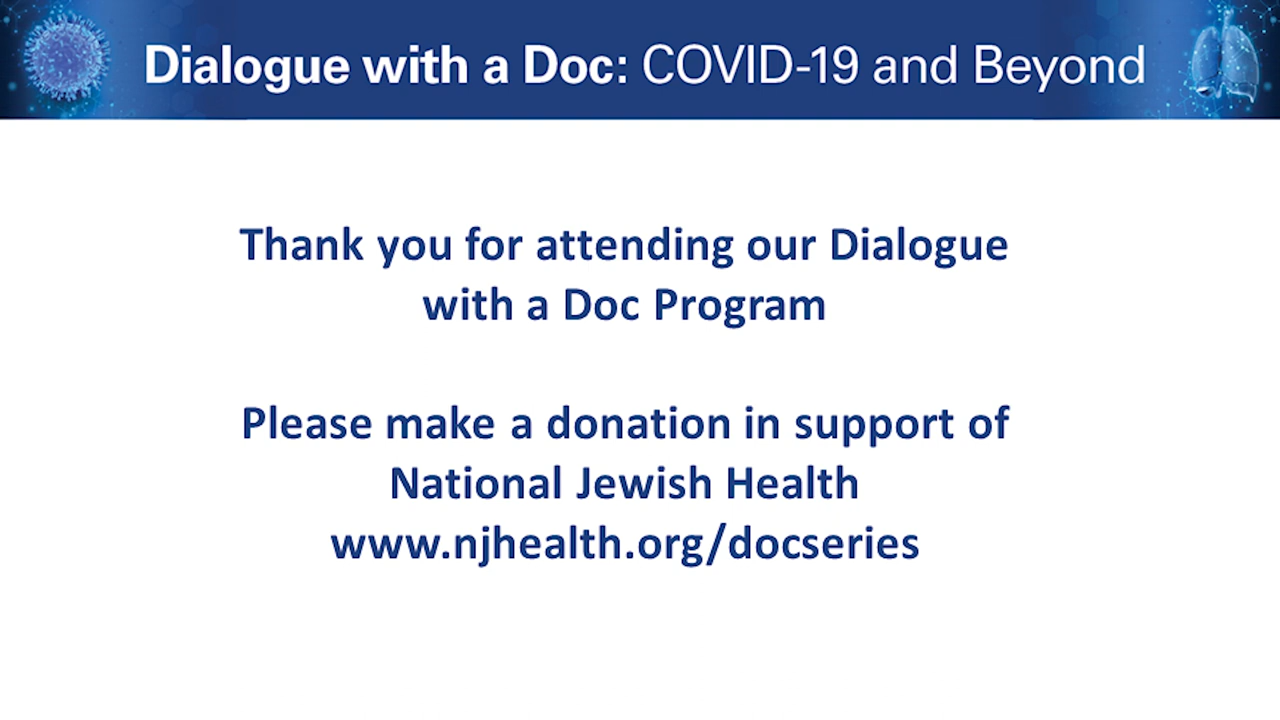 Dialogue with a Doc: COVID-19 and Beyond
Thank you for attending our Dialogue
with a Doc Program
Please make a donation in support of
National Jewish Health
www.njhealth.org/docseries